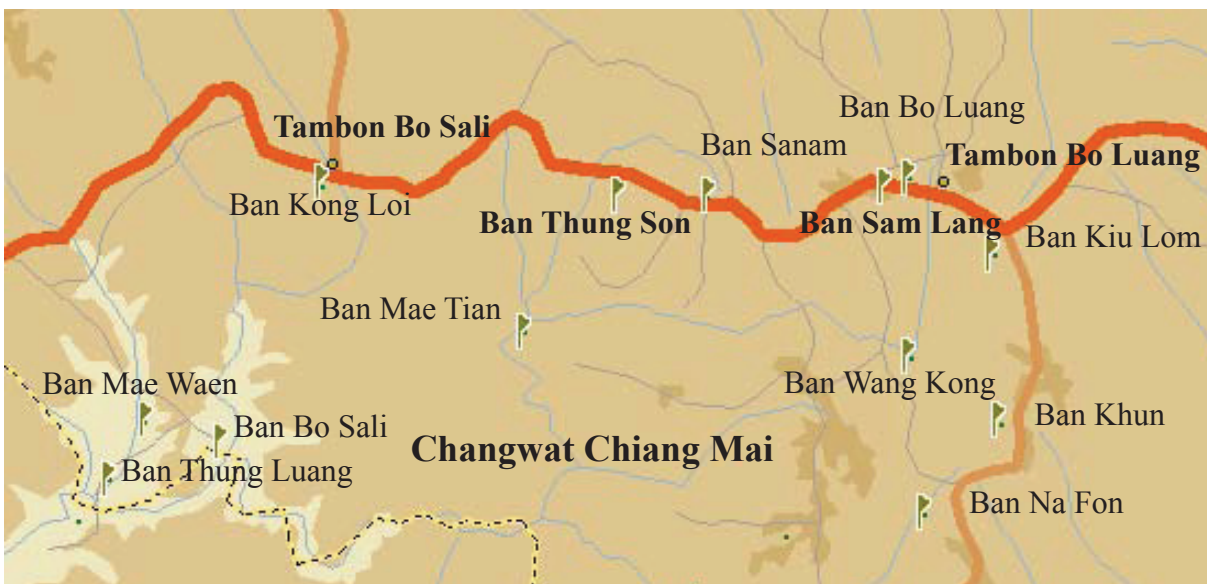 Ban Bo Luang
Tambon Bo Sali
Ban Sanam
Tambon Bo Luang
Ban Kong Loi
Ban Thung Son
Ban Sam Lang
Ban Kiu Lom
Ban Mae Tian
Ban Mae Waen
Ban Wang Kong
Ban Khun
Ban Bo Sali
Changwat Chiang Mai
Ban Thung Luang
Ban Na Fon